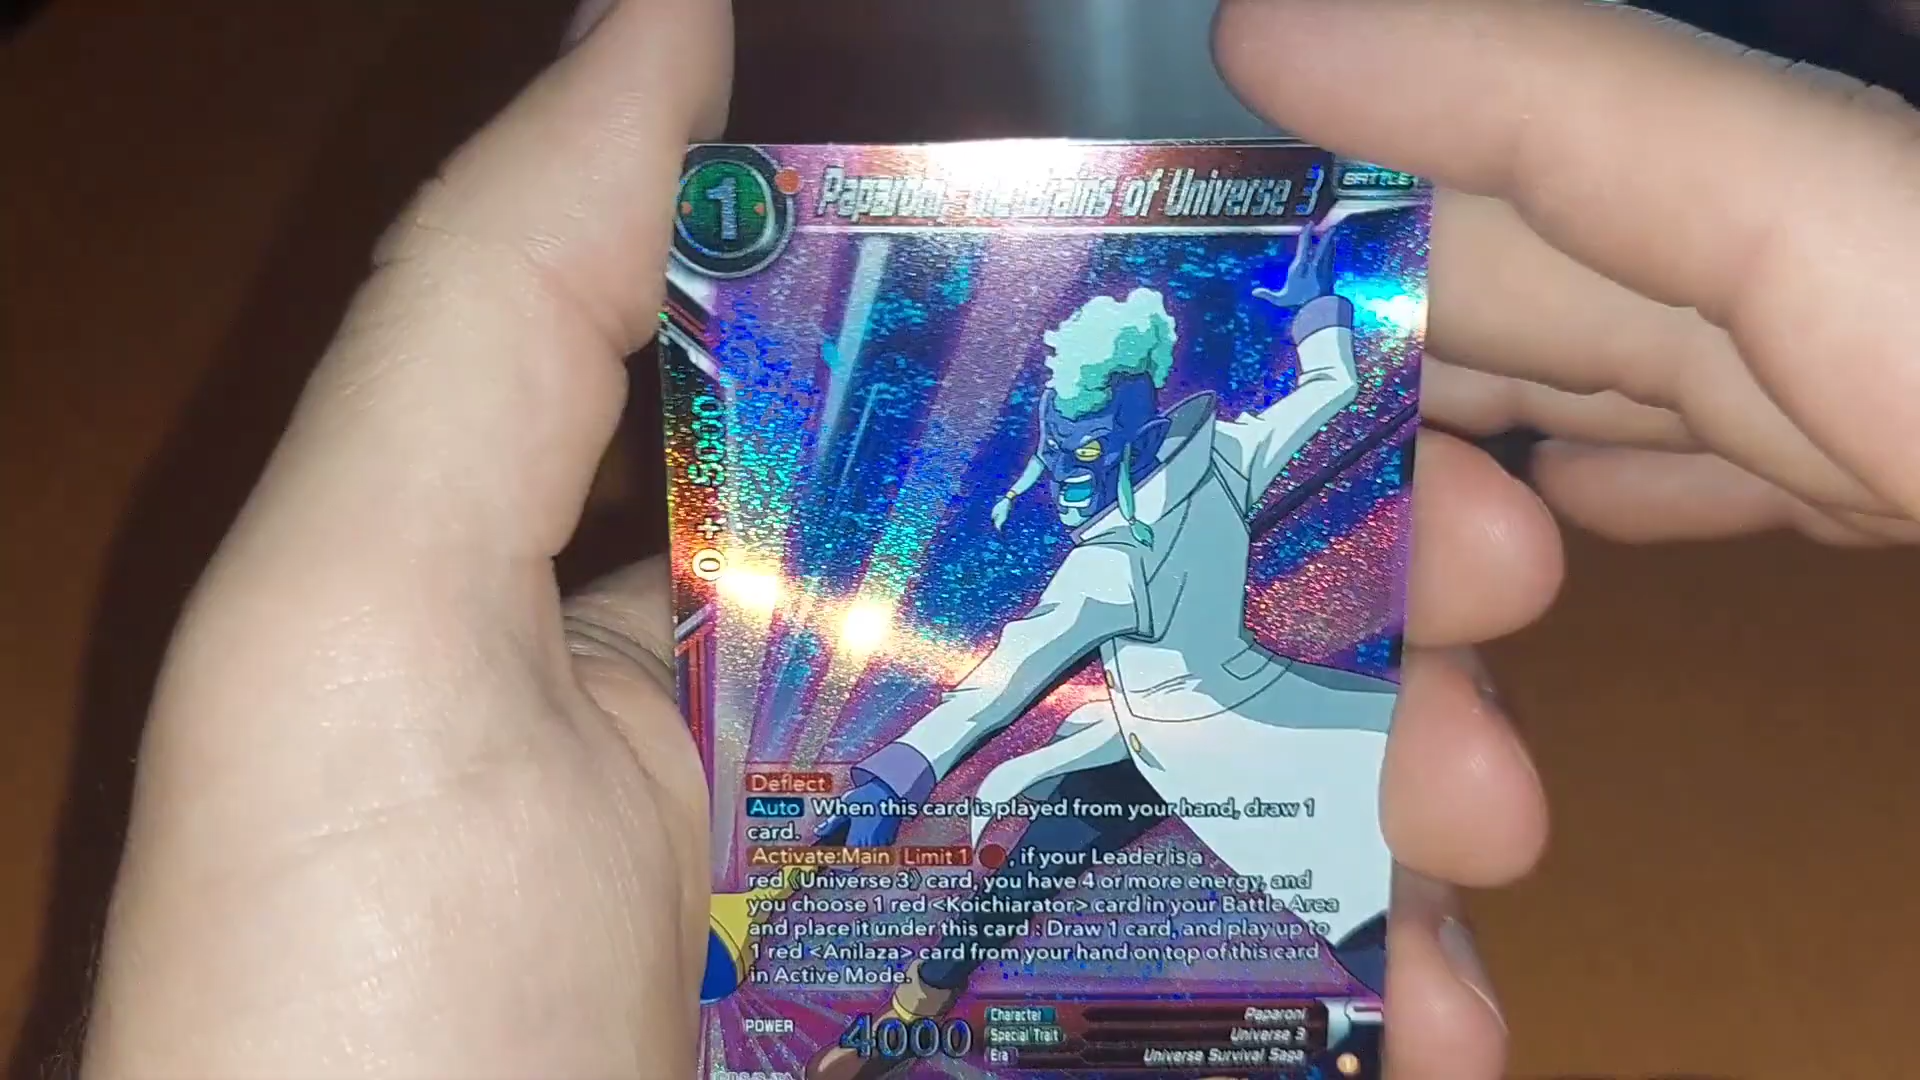 1
Paparoni, The Brains of Universe 3
BATTLE
0 + 5000
Deflect
Auto When this card is played from your hand, draw 1
card.
Activate:Main Limit 1 , if your Leader is a
red《Universe 3》card, you have 4 or more energy, and
you choose 1 red <Koichiarator> card in your Battle Area
and place it under this card : Draw 1 card, and play up to
1 red <Anilaza> card from your hand on top of this card
in Active Mode.
POWER
4000
Character Paparoni
Special Trait Universe 3
Era Universe Survival Saga